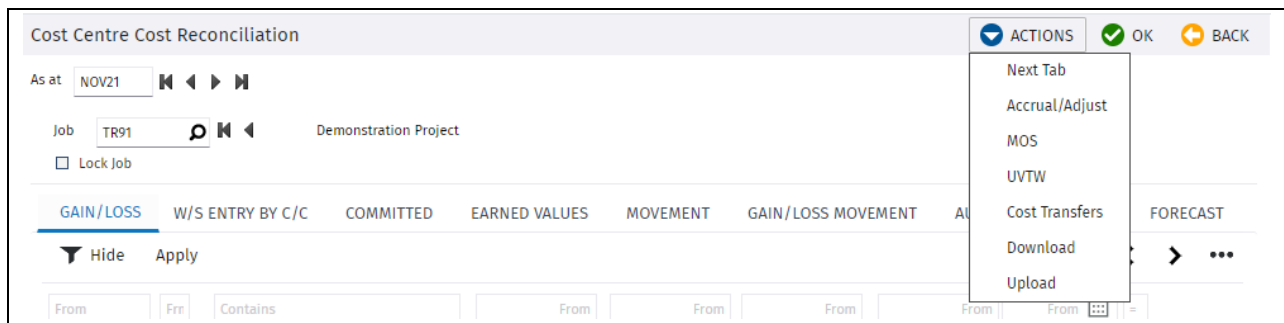 Cost Centre Cost Reconciliation ACTIONS OK BACK
Next Tab
As at NOV21
Accrual/Adjust
Job TR91 Demonstration Project
MOS
Lock Job
UVTW
GAIN/LOSS W/S ENTRY BY C/C COMMITTED EARNED VALUES MOVEMENT GAIN/LOSS MOVEMENT Cost Transfers FORECAST
Hide Apply Download
Upload
From Frr Contains From From From From From =